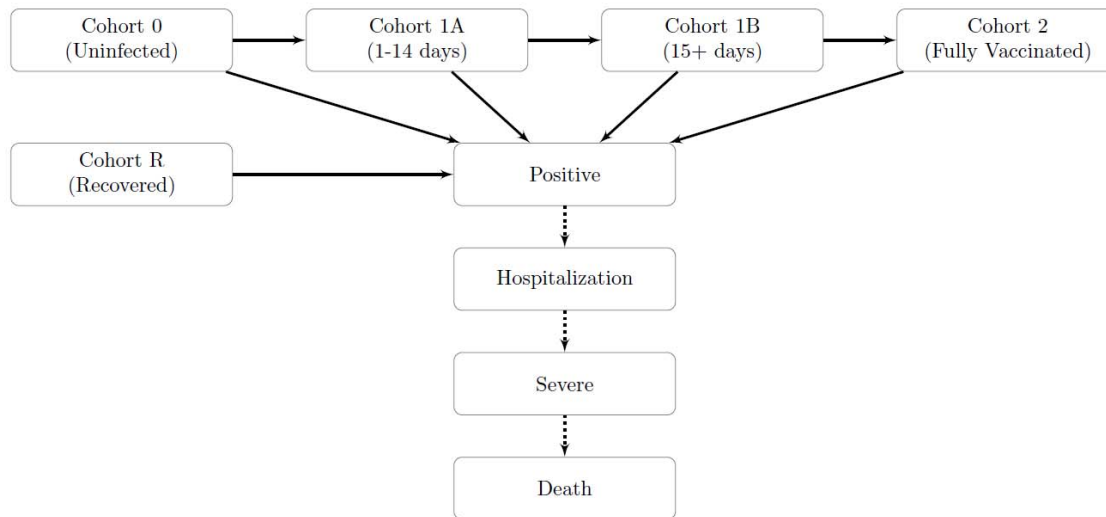 Cohort 0
(Uninfected)
Cohort 1A
(1-14 days)
Cohort 1B
(15+ days)
Cohort 2
(Fully Vaccinated)
Cohort R
(Recovered)
Positive
Hospitalization
Severe
Death